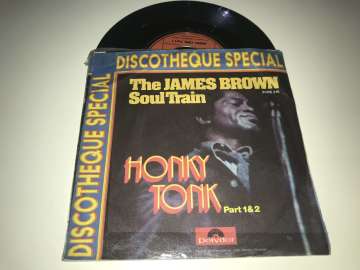 DISCOTHEQUE SPECIAL
DISCOTHEQUE SPECIAL
The JAMES BROWN
Soul Train
HONKY
TONK
Part 1 & 2
Polydor